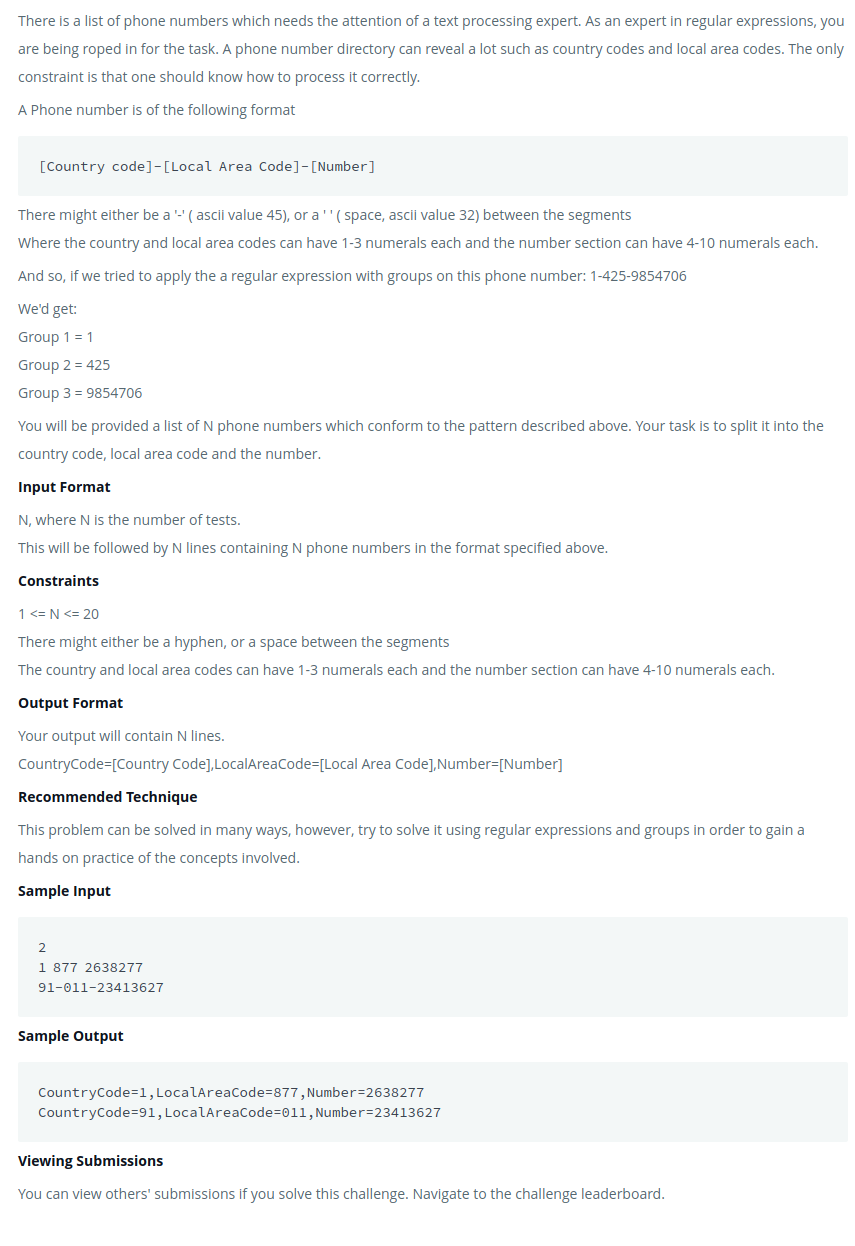 There is a list of phone numbers which needs the attention of a text processing expert. As an expert in regular expressions, you
are being roped in for the task. A phone number directory can reveal a lot such as country codes and local area codes. The only
constraint is that one should know how to process it correctly.
A Phone number is of the following format
[Country code]-[Local Area Code]-[Number]
There might either be a '-' ( ascii value 45), or a ' ' ( space, ascii value 32) between the segments
Where the country and local area codes can have 1-3 numerals each and the number section can have 4-10 numerals each.
And so, if we tried to apply the a regular expression with groups on this phone number: 1-425-9854706
We'd get:
Group 1 = 1
Group 2 = 425
Group 3 = 9854706
You will be provided a list of N phone numbers which conform to the pattern described above. Your task is to split it into the
country code, local area code and the number.
Input Format
N, where N is the number of tests.
This will be followed by N lines containing N phone numbers in the format specified above.
Constraints
1 <= N <= 20
There might either be a hyphen, or a space between the segments
The country and local area codes can have 1-3 numerals each and the number section can have 4-10 numerals each.
Output Format
Your output will contain N lines.
CountryCode=[Country Code],LocalAreaCode=[Local Area Code],Number=[Number]
Recommended Technique
This problem can be solved in many ways, however, try to solve it using regular expressions and groups in order to gain a
hands on practice of the concepts involved.
Sample Input
2
1 877 2638277
91-011-23413627
Sample Output
CountryCode=1,LocalAreaCode=877,Number=2638277
CountryCode=91,LocalAreaCode=011,Number=23413627
Viewing Submissions
You can view others' submissions if you solve this challenge. Navigate to the challenge leaderboard.